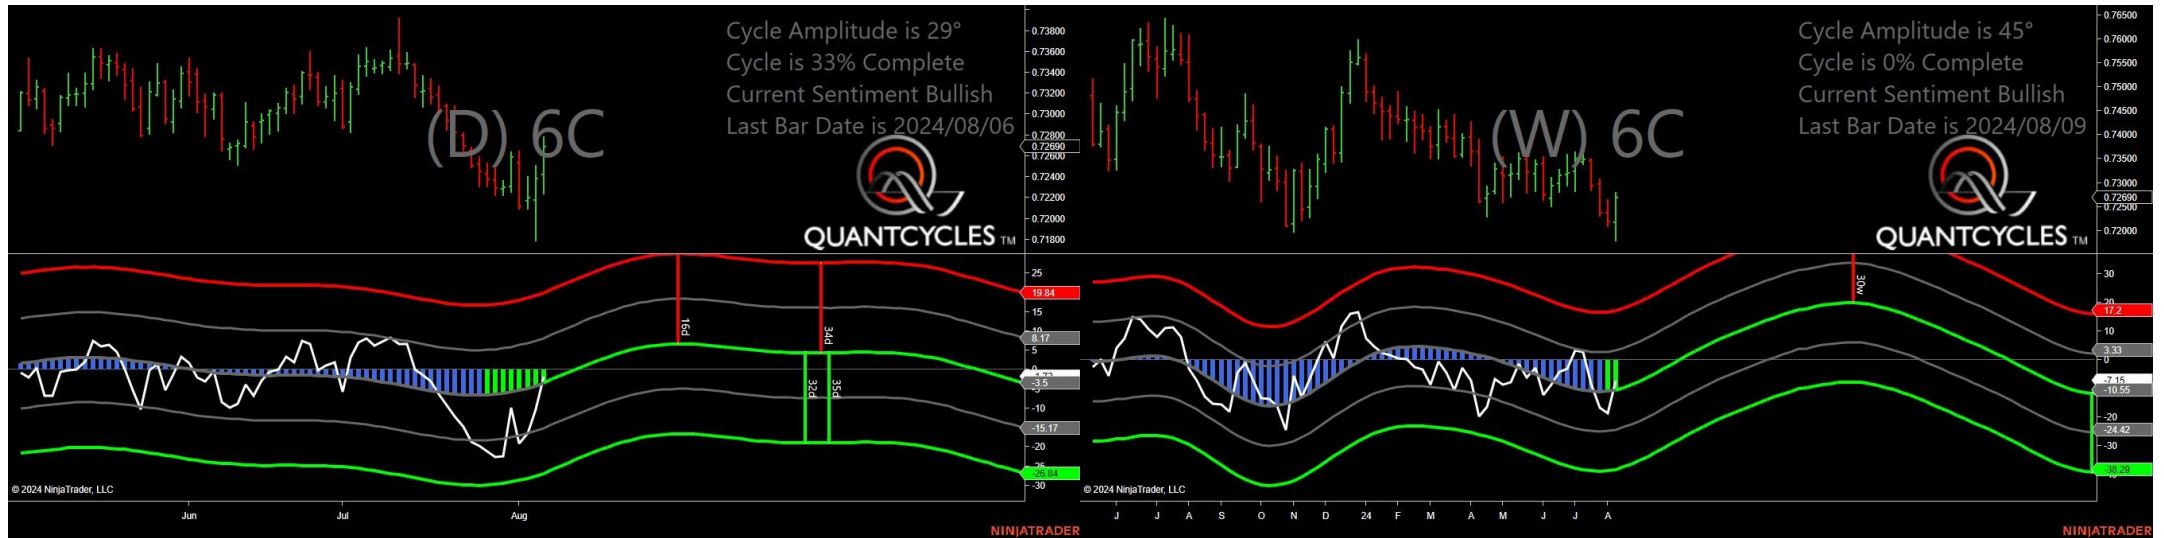 Cycle Amplitude is 29°
Cycle is 33% Complete
Current Sentiment Bullish
Last Bar Date is 2024/08/06
(D) 6C
QUANTCYCLES TM
0.73800
0.73600
0.73400
0.73200
0.73000
0.72800
0.72690
0.72600
0.72400
0.72200
0.72000
0.71800
16d
34d
32d
35d
25
19.84
15
10
8.17
5
0
-1.73
-3.5
-10
-15.17
-20
-25
-26.84
-30
© 2024 NinjaTrader, LLC
Jun
Jul
Aug
NINJATRADER
Cycle Amplitude is 45°
Cycle is 0% Complete
Current Sentiment Bullish
Last Bar Date is 2024/08/09
(W) 6C
QUANTCYCLES TM
0.76500
0.76000
0.75500
0.75000
0.74500
0.74000
0.73500
0.73000
0.72690
0.72500
0.72000
30w
30
20
17.2
10
3.33
0
-7.15
-10.55
-20
-24.42
-30
-38.29
© 2024 NinjaTrader, LLC
J
J
A
S
O
N
D
24
F
M
A
M
J
J
A
NINJATRADER